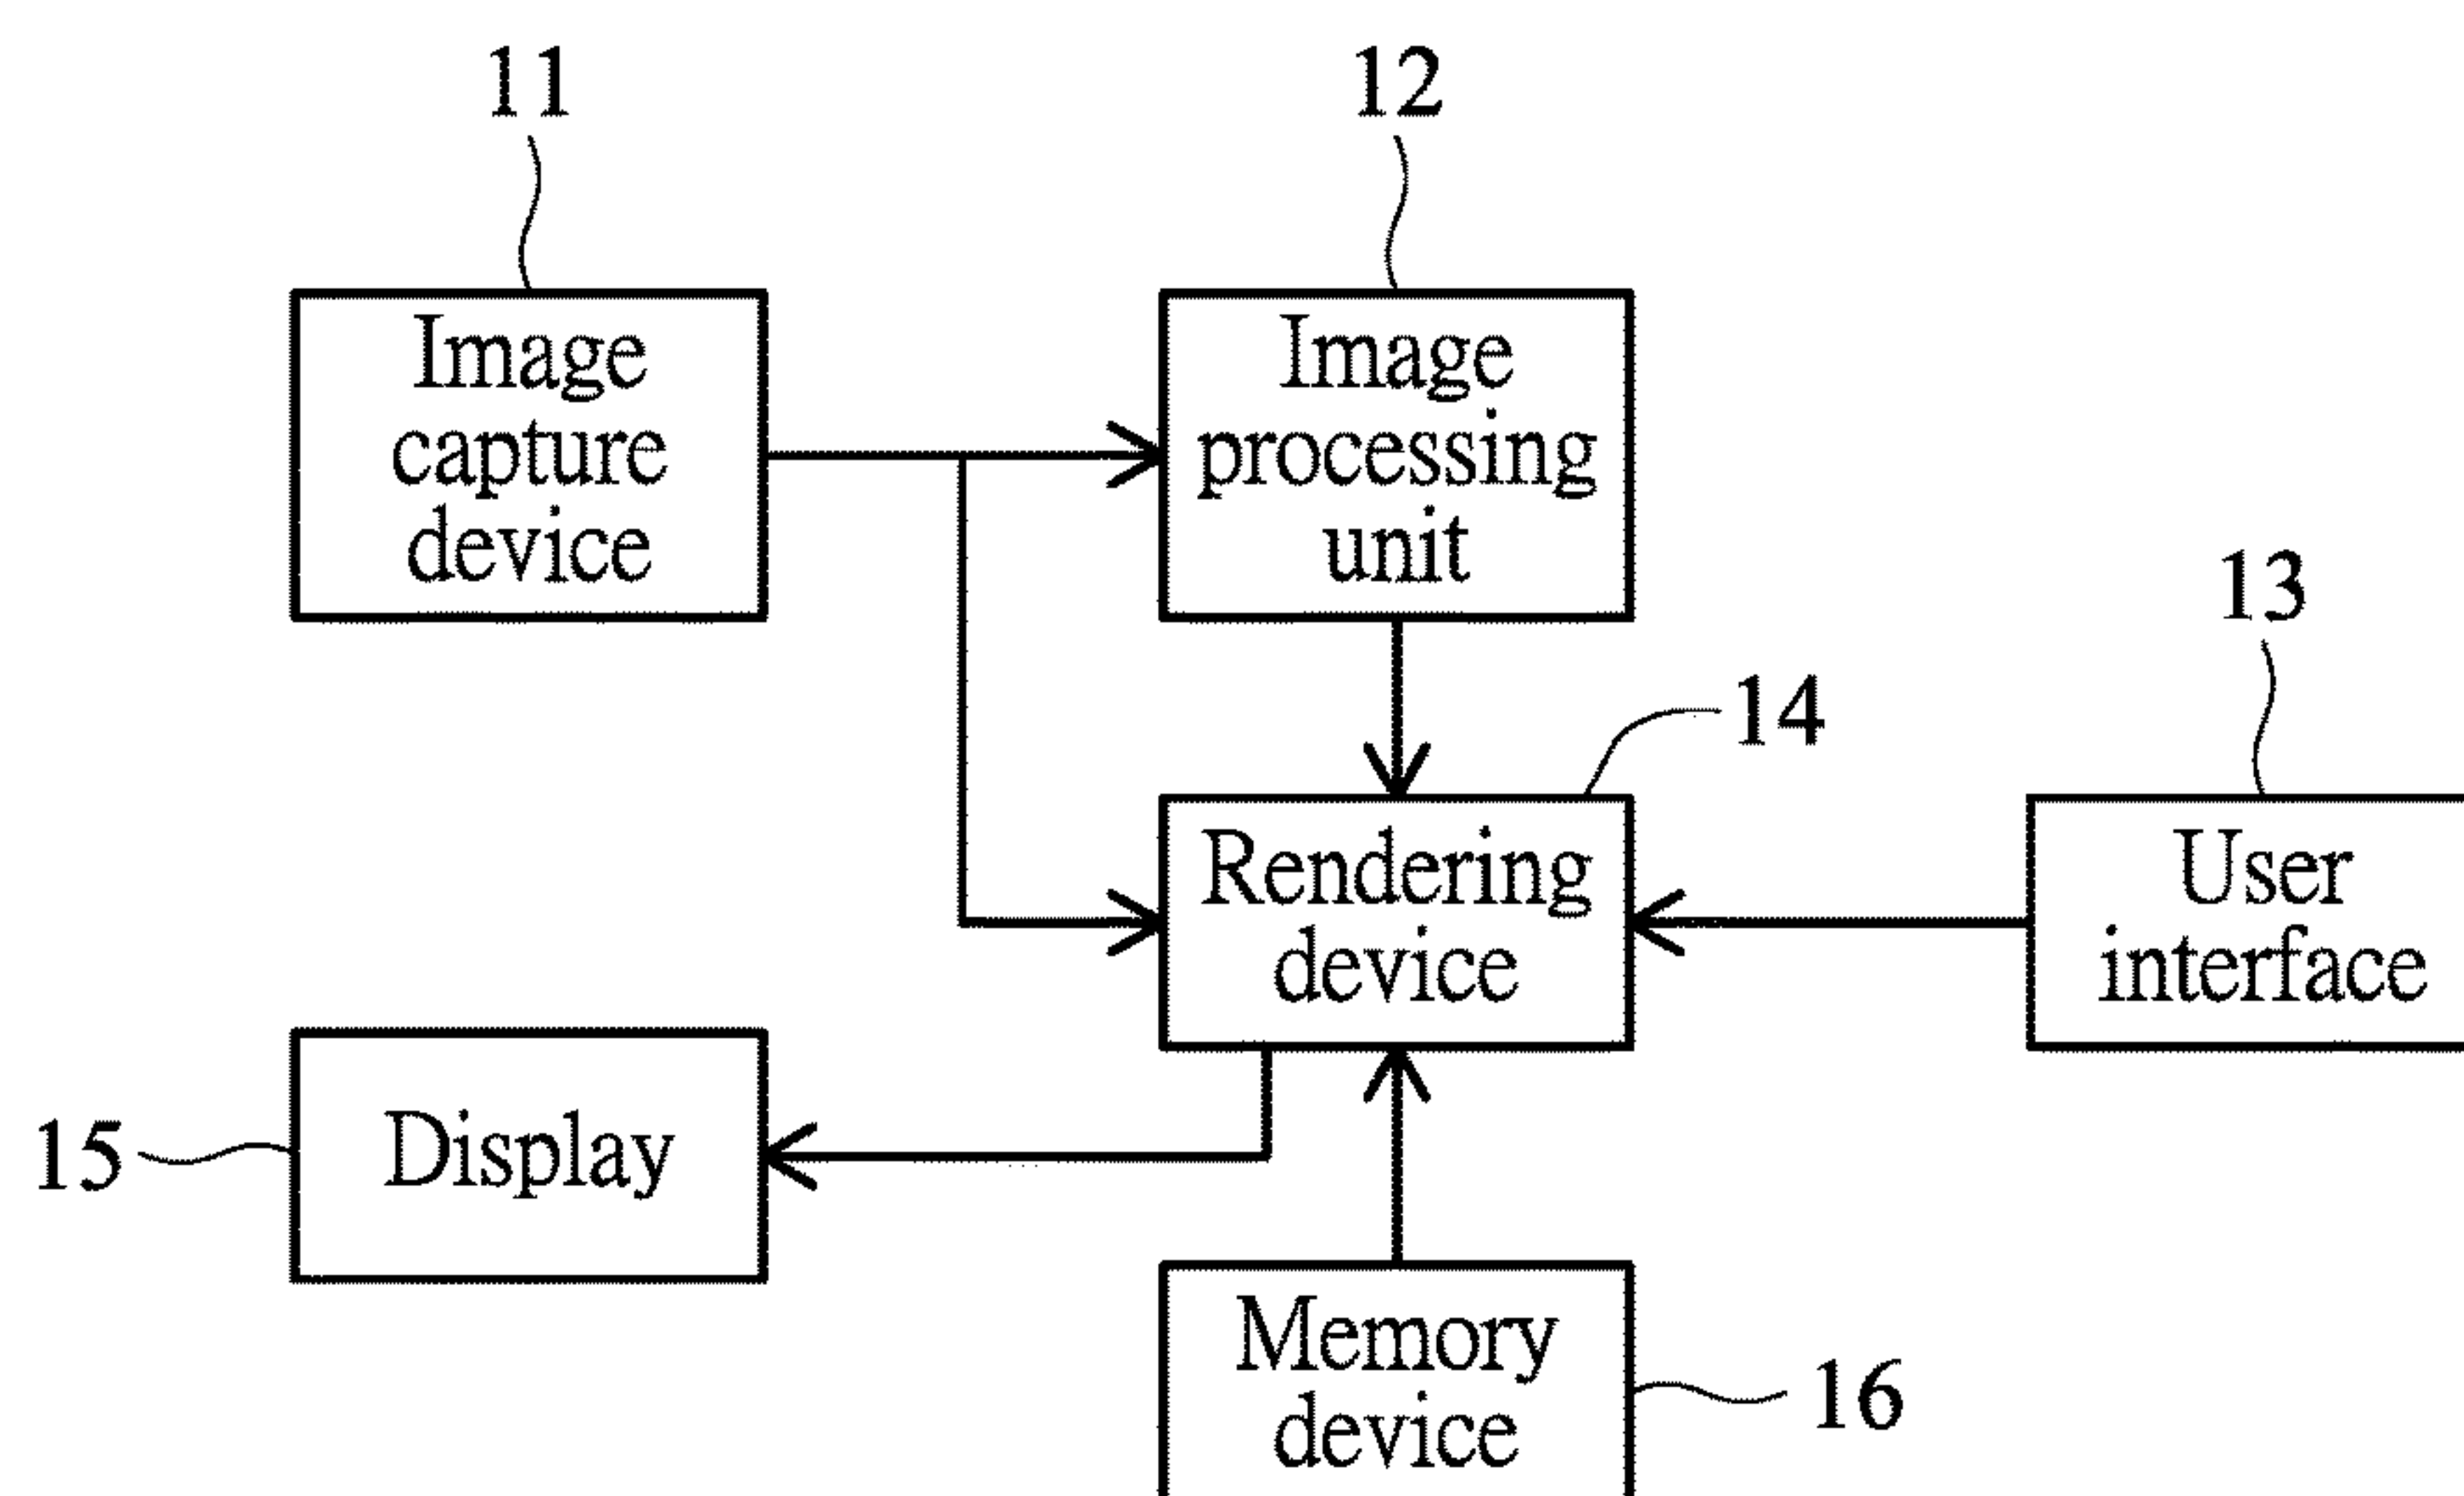 11
12
Image
capture
device
Image
processing
unit
13
14
Rendering
device
User
interface
15
Display
Memory
device
16